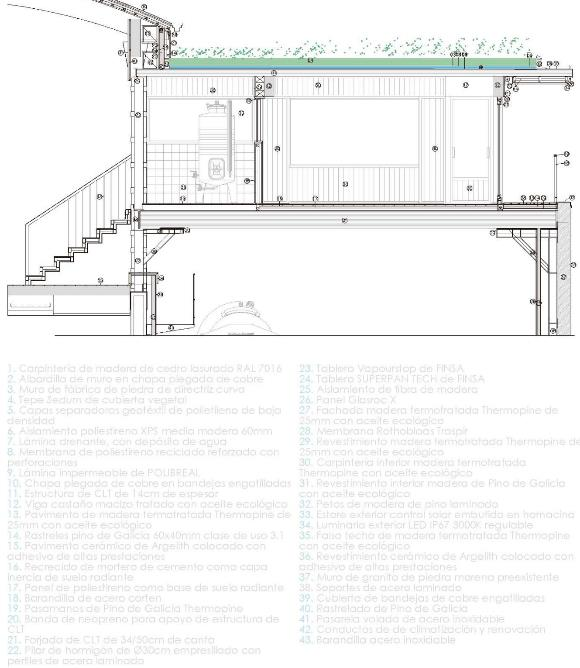 1. Carpintería de madera de cedro lasurado RAL 7016
2. Albardilla de muro en chapa plegada de cobre
3. Muro de fábrica de piedra de directriz curva
4. Tepe Sedum de cubierta vegetal
5. Capas separadoras geotéxtil de polietileno de baja
densidad
6. Aislamiento poliestireno XPS media madera 60mm
7. Lámina drenante, con depósito de agua
8. Membrana de poliestireno reciclado reforzado con
perforaciones
9. Lámina impermeable de POLIBREAL
10. Chapa plegada de cobre en bandejas engatilladas
11. Estructura de CLT de 14cm de espesor
12. Viga castaño macizo tratado con aceite ecológico
13. Pavimento de madera termotratada Thermopine de
25mm con aceite ecológico
14. Rastreles pino de Galicia 60x40mm clase de uso 3.1
15. Pavimento cerámico de Argelith colocado con
adhesivo de altas prestaciones
16. Recrecido de mortero de cemento como capa
inercia de suelo radiante
17. Panel de poliestireno como base de suelo radiante
18. Barandilla de acero corten
19. Pasamanos de Pino de Galicia Thermopine
20. Banda de neopreno para apoyo de estructura de
CLT
21. Forjado de CLT de 34/50cm de canto
22. Pilar de hormigón de Ø30cm empresillado con
perfiles de acero laminado
23. Tablero Vapourstop de FINSA
24. Tablero SUPERPAN TECH de FINSA
25. Aislamiento de fibra de madera
26. Panel Glasroc X
27. Fachada madera termotratada Thermopine de
25mm con aceite ecológico
28. Membrana Rothoblaas Traspir
29. Revestimiento madera termotratada Thermopine de
25mm con aceite ecológico
30. Carpintería interior madera termotratada
Thermopine con aceite ecológico
31. Revestimiento interior madera de Pino de Galicia
con aceite ecológico
32. Petos de madera de pino laminada
33. Estore exterior control solar embutido en hornacina
34. Luminaria exterior LED IP67 3000K regulable
35. Falso techo de madera termotratada Thermopine
con aceite ecológico
36. Revestimiento cerámico de Argelith colocado con
adhesivo de altas prestaciones
37. Muro de granito de piedra morena preexistente
38. Soportes de acero laminado
39. Cubierta de bandejas de cobre engatilladas
40. Rastrelado de Pino de Galicia
41. Pasarela volada de acero inoxidable
42. Conductos de de climatización y renovación
43. Barandilla acero inoxidable